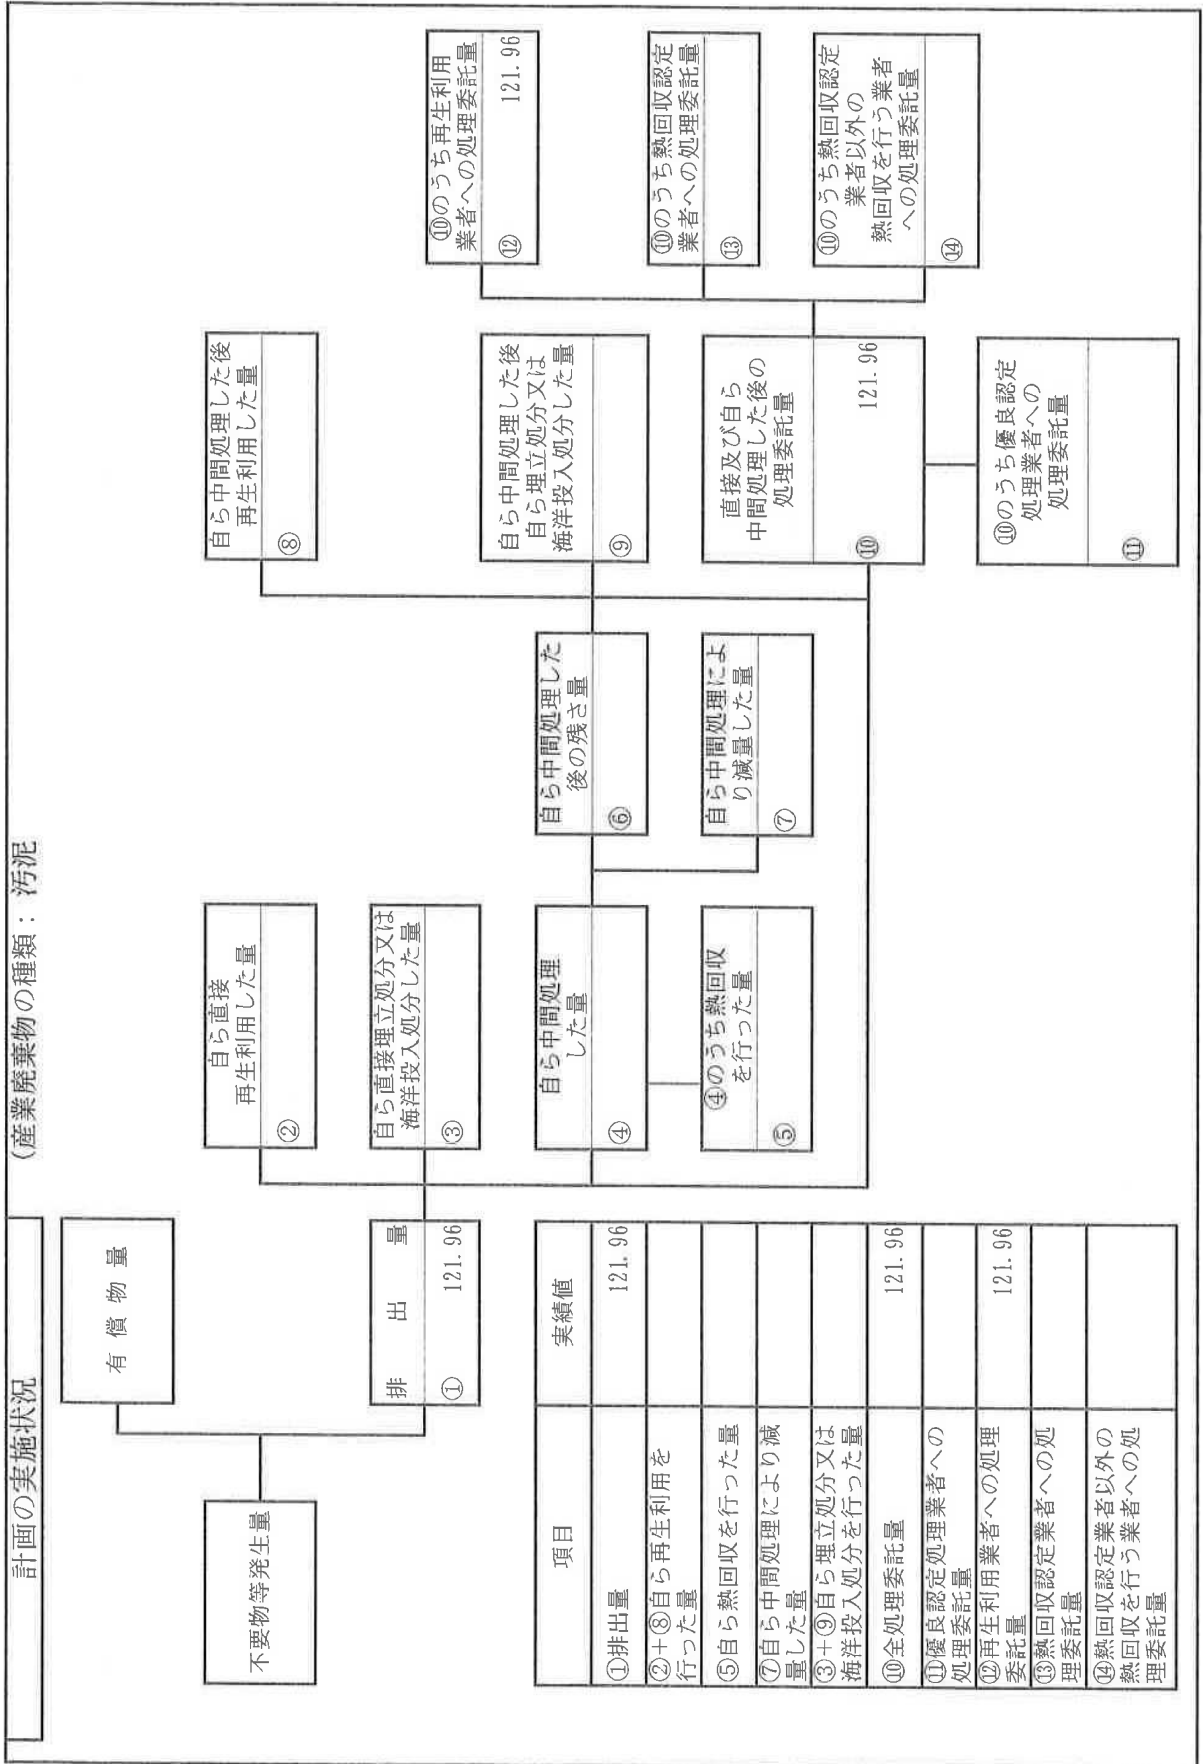 計画の実施状況
(産業廃棄物の種類：汚泥
不要物等発生量
有償物量
排出量
① 121.96
自ら直接
再生利用した量
②
自ら直接埋立処分又は
海洋投入処分した量
③
自ら中間処理
した量
④
④のうち熱回収
を行った量
⑤
自ら中間処理した
後の残さ量
⑥
自ら中間処理によ
り減量した量
⑦
自ら中間処理した後
再生利用した量
⑧
自ら中間処理した後
自ら埋立処分又は
海洋投入処分した量
⑨
直接及び自ら
中間処理した後の
処理委託量
⑩ 121.96
⑩のうち優良認定
処理業者への
処理委託量
⑪
⑩のうち再生利用
業者への処理委託量
⑫ 121.96
⑩のうち熱回収認定
業者への処理委託量
⑬
⑩のうち熱回収認定
業者以外の
熱回収を行う業者
への処理委託量
⑭
項目 実績値
①排出量 121.96
②+⑧自ら再生利用を
行った量
⑤自ら熱回収を行った量
⑦自ら中間処理により減
量した量
③+⑨自ら埋立処分又は
海洋投入処分を行った量
⑩全処理委託量 121.96
⑪優良認定処理業者への
処理委託量
⑫再生利用業者への処理
委託量 121.96
⑬熱回収認定業者への処
理委託量
⑭熱回収認定業者以外の
熱回収を行う業者への処
理委託量